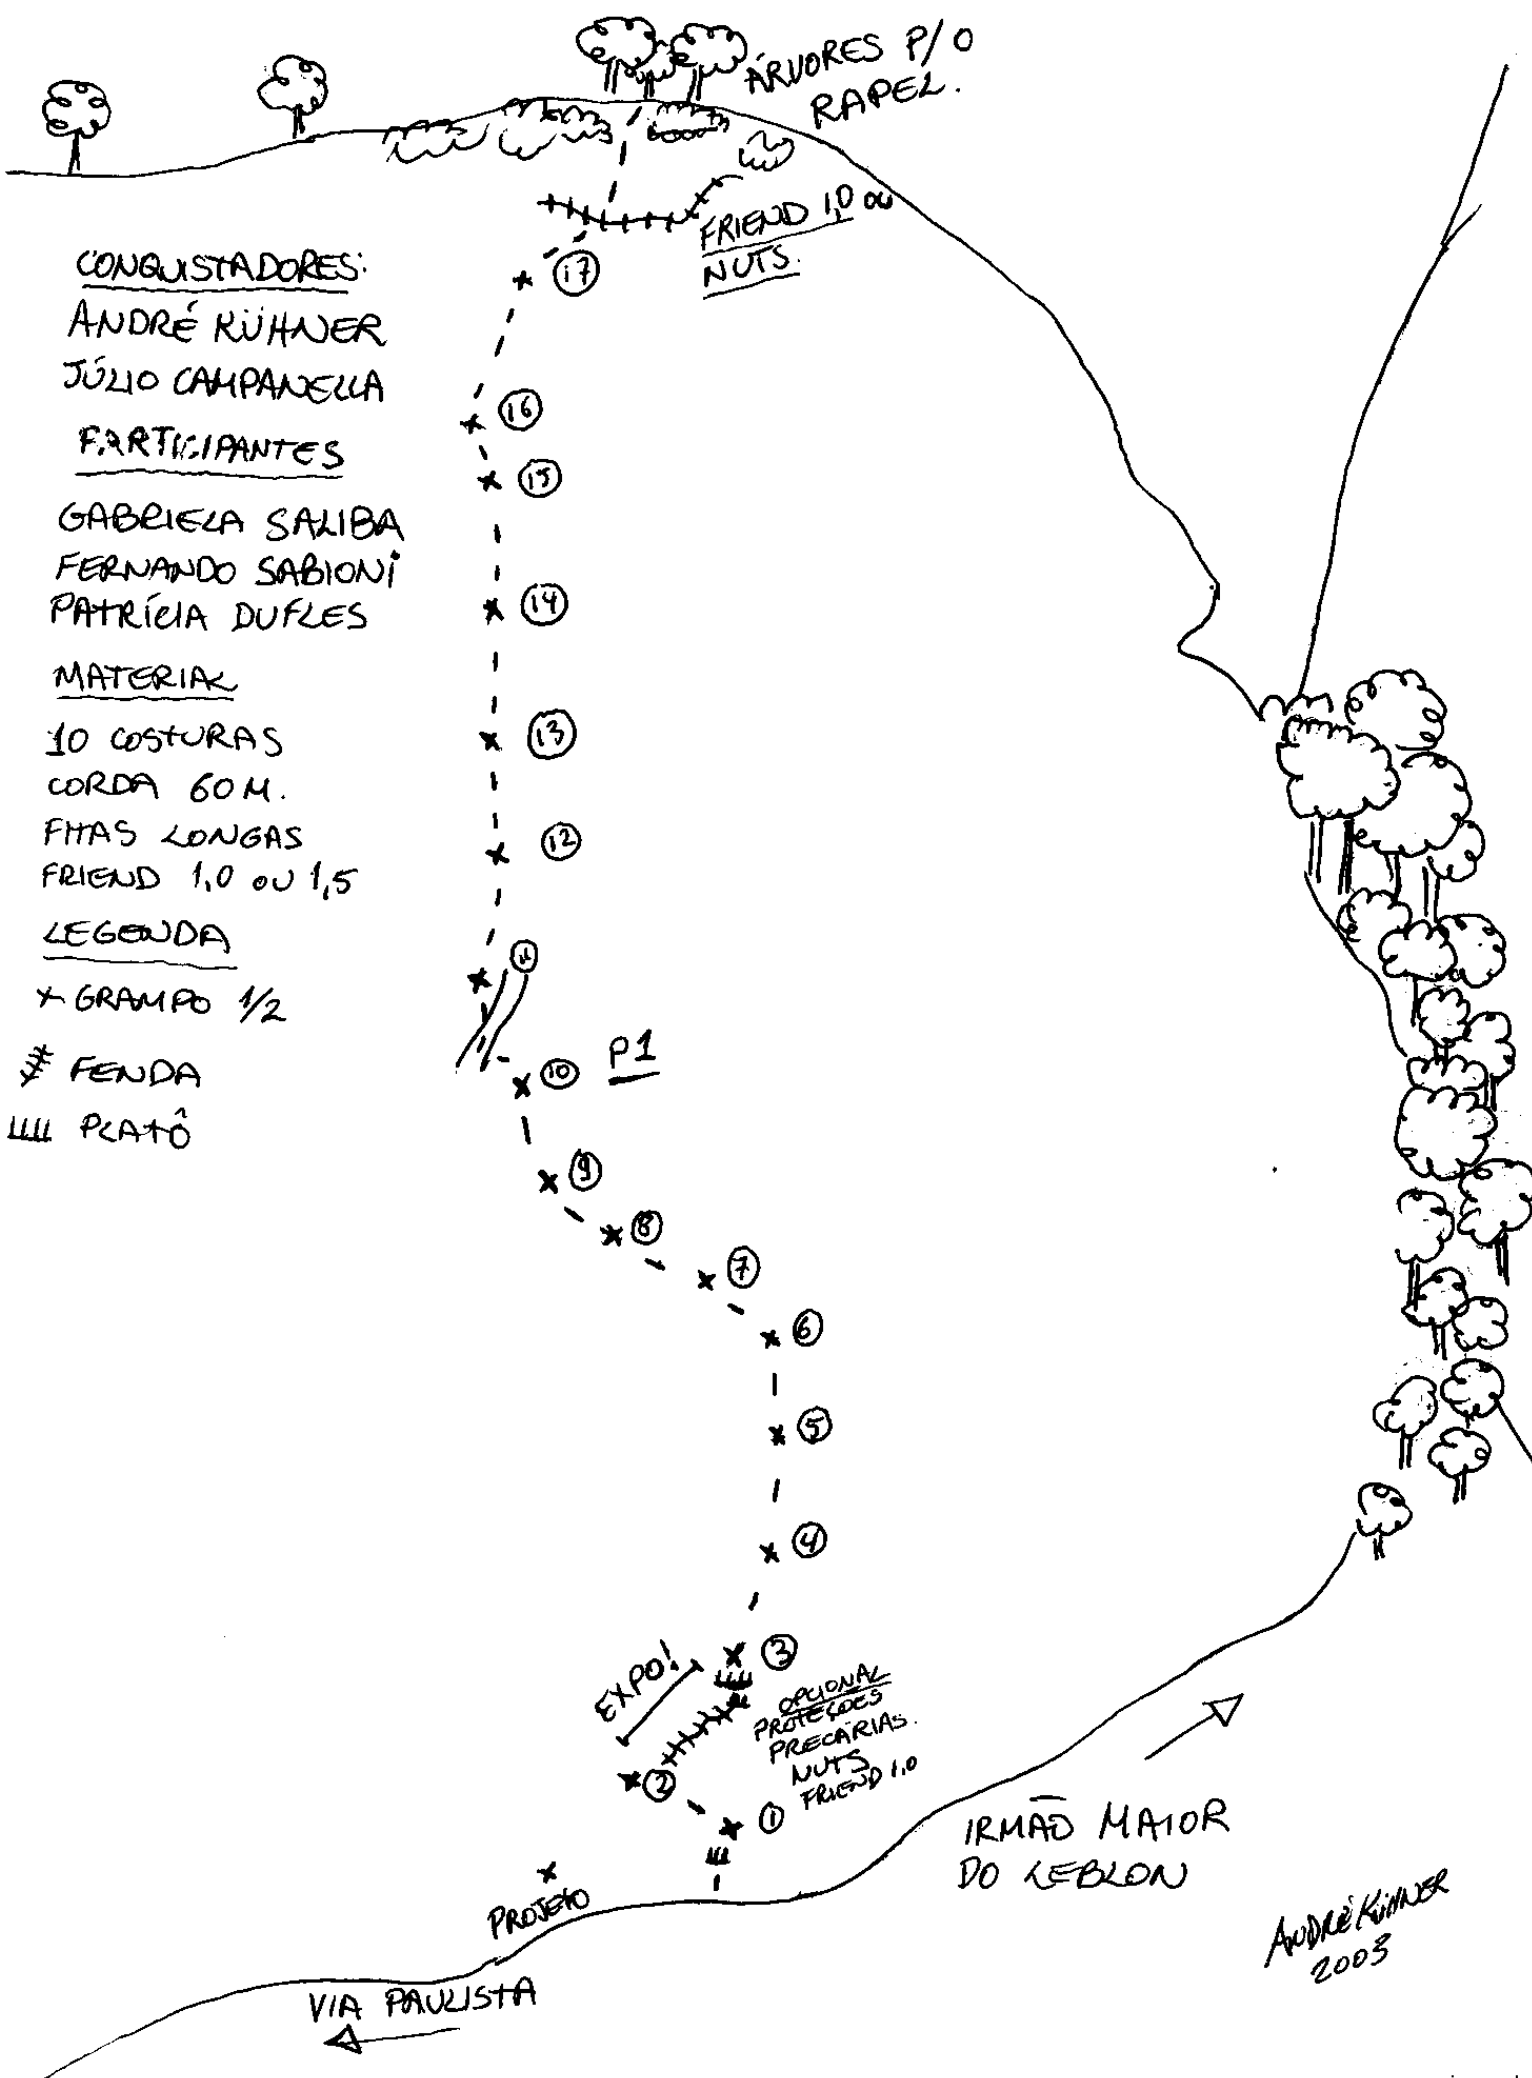 ÁRVORES P/ O
RAPEL.
FRIEND 1,0 OU
NUTS.
17
CONQUISTADORES:
ANDRÉ KÜHNER
JÚLIO CAMPANELLA
PARTICIPANTES
GABRIELA SALIBA
FERNANDO SABIONI
PATRÍCIA DUFLES
MATERIAL
10 COSTURAS
CORDA 60 M.
FITAS LONGAS
FRIEND 1,0 OU 1,5
LEGENDA
GRAMPO 1/2
FENDA
PLATÔ
16
15
14
13
12
11
10 P1
9
8
7
6
5
4
3
EXPO!
OPCIONAL
PROTEÇÕES
PRECÁRIAS.
NUTS
FRIEND 1.0
2
1
PROJETO
IRMÃO MAIOR
DO LEBLON
VIA PAULISTA
ANDRÉ KÜHNER
2003